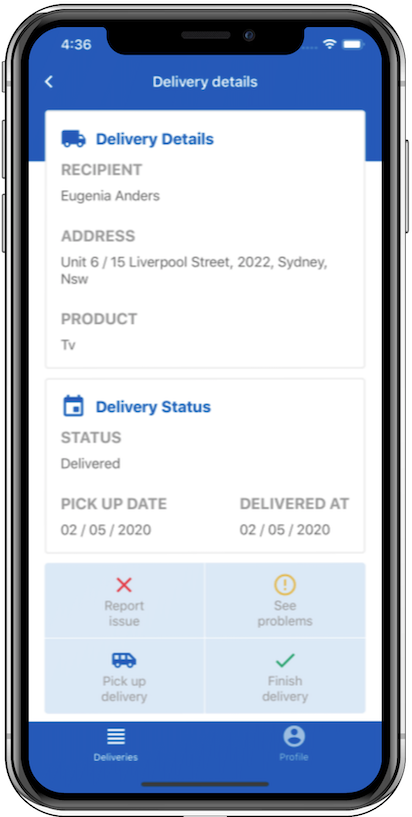 4:36
Delivery details
Delivery Details
RECIPIENT
Eugenia Anders
ADDRESS
Unit 6 / 15 Liverpool Street, 2022, Sydney,
Nsw
PRODUCT
Tv
Delivery Status
STATUS
Delivered
PICK UP DATE DELIVERED AT
02 / 05 / 2020 02 / 05 / 2020
Report
issue
See
problems
Pick up
delivery
Finish
delivery
Deliveries Profile